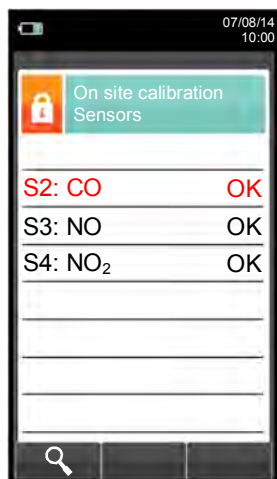 07/08/14
10:00
On site calibration
Sensors
S2: CO OK
S3: NO OK
S4: NO₂ OK